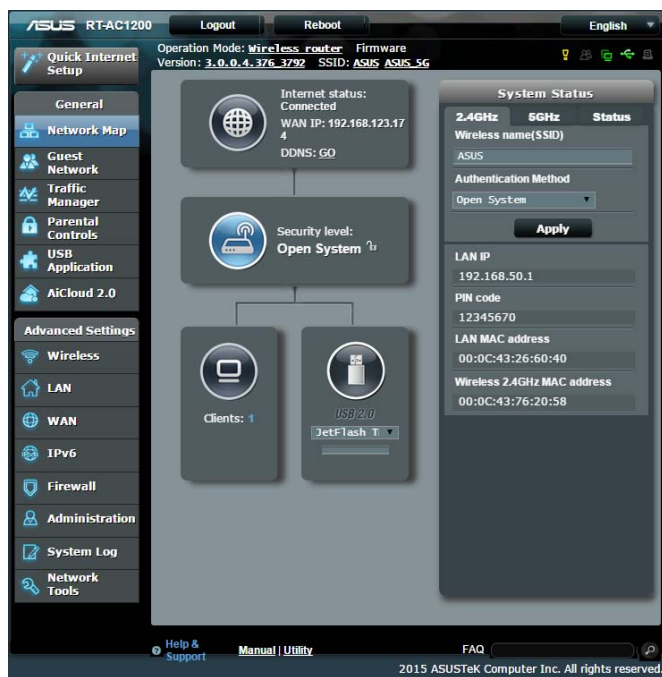 ASUS RT-AC1200
Logout
Reboot
English
Quick Internet
Setup
Operation Mode: Wireless router Firmware
Version: 3.0.0.4.376_3792 SSID: ASUS ASUS_5G
General
Network Map
Guest
Network
Traffic
Manager
Parental
Controls
USB
Application
AiCloud 2.0
Advanced Settings
Wireless
LAN
WAN
IPv6
Firewall
Administration
System Log
Network
Tools
Internet status:
Connected
WAN IP: 192.168.123.17
4
DDNS: GO
Security level:
Open System
Clients: 1
USB 2.0
JetFlash T
System Status
2.4GHz 5GHz Status
Wireless name(SSID)
ASUS
Authentication Method
Open System
Apply
LAN IP
192.168.50.1
PIN code
12345670
LAN MAC address
00:0C:43:26:60:40
Wireless 2.4GHz MAC address
00:0C:43:76:20:58
Help &
Support
Manual | Utility
FAQ
2015 ASUSTeK Computer Inc. All rights reserved.